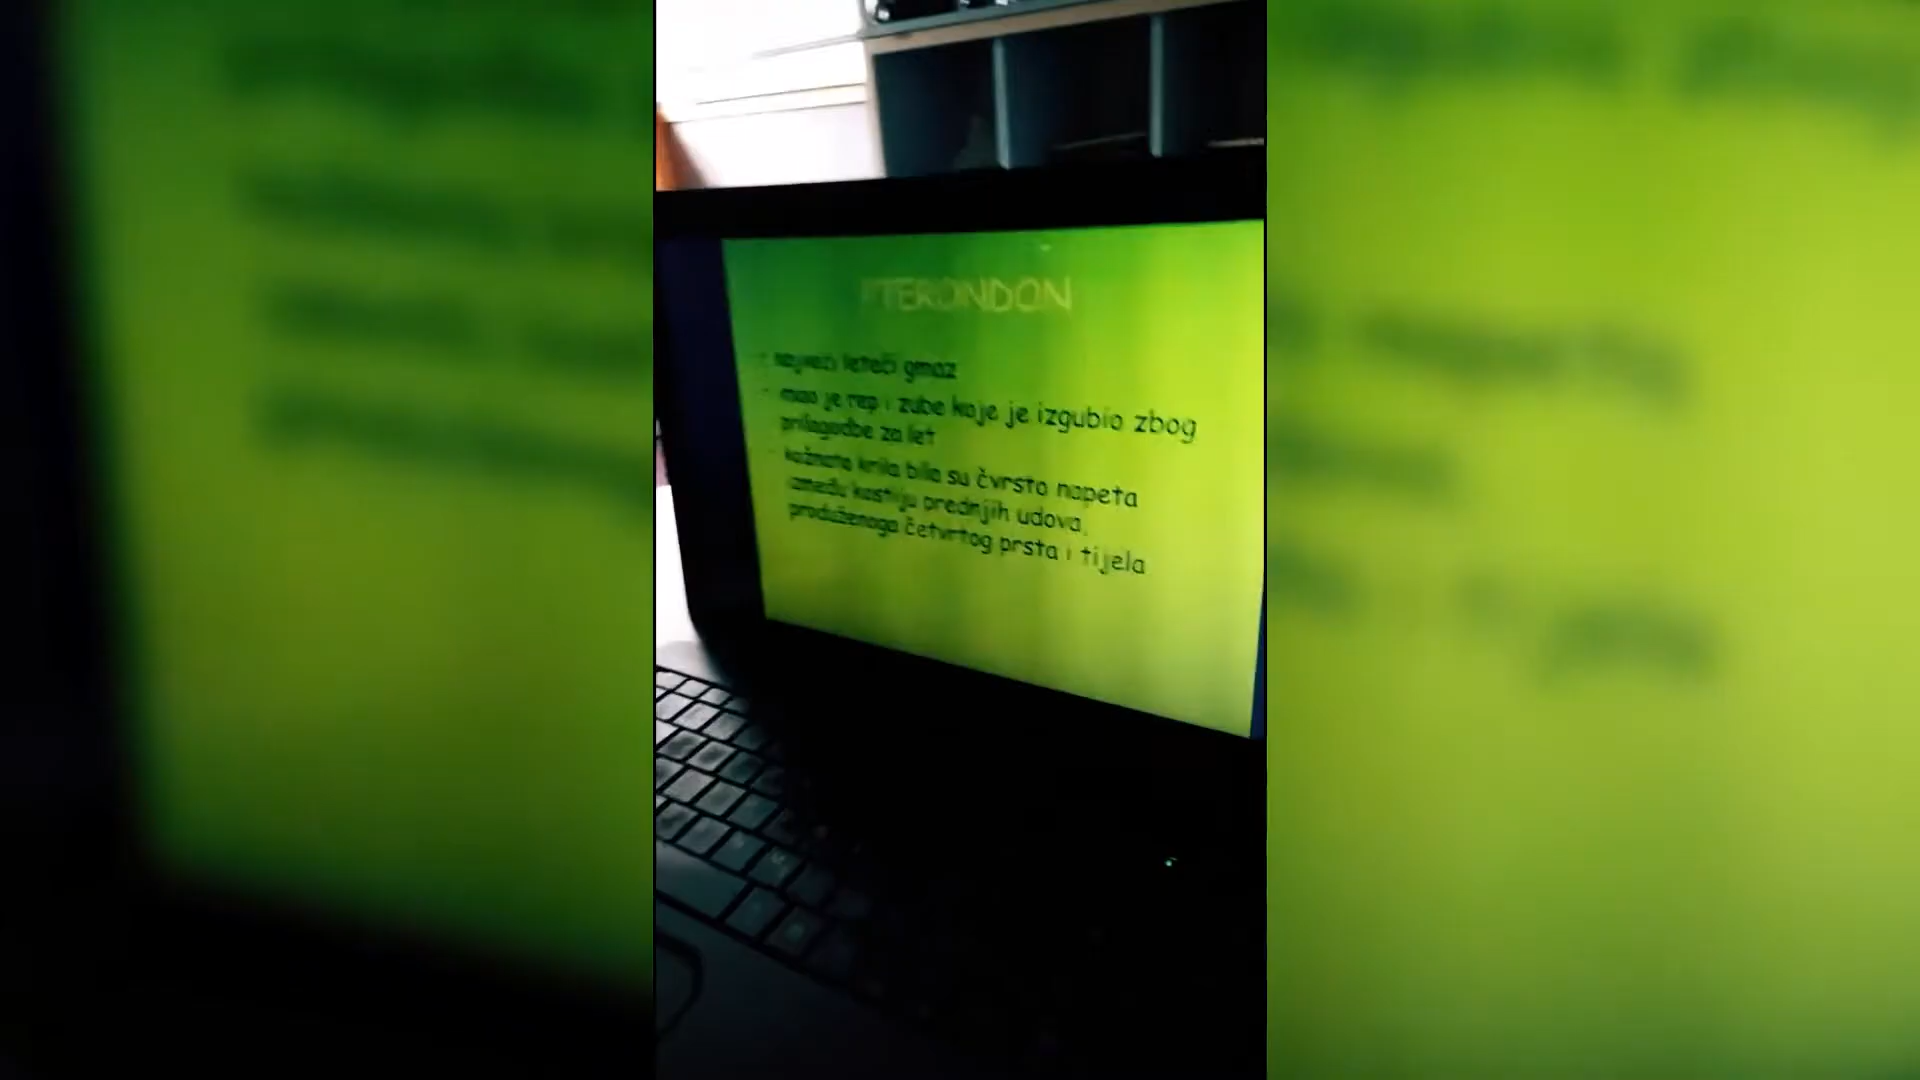 PTERONDON
najveći leteći gmaz
mao je rep i zube koje je izgubio zbog
prilagodbe za let
kožnata krila bila su čvrsto napeta
između kostiju prednjih udova,
produženoga četvrtog prsta i tijela